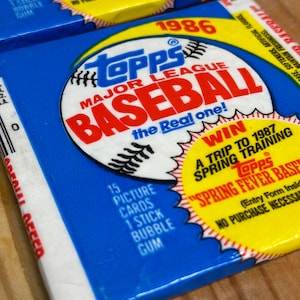 1986
Topps®
MAJOR LEAGUE
BASEBALL
the Real one!
15
PICTURE
CARDS
1 STICK
BUBBLE
GUM
WIN
A TRIP TO 1987
SPRING TRAINING
Topps
"SPRING FEVER BASE
(Entry Form Ins
NO PURCHASE NECESSA